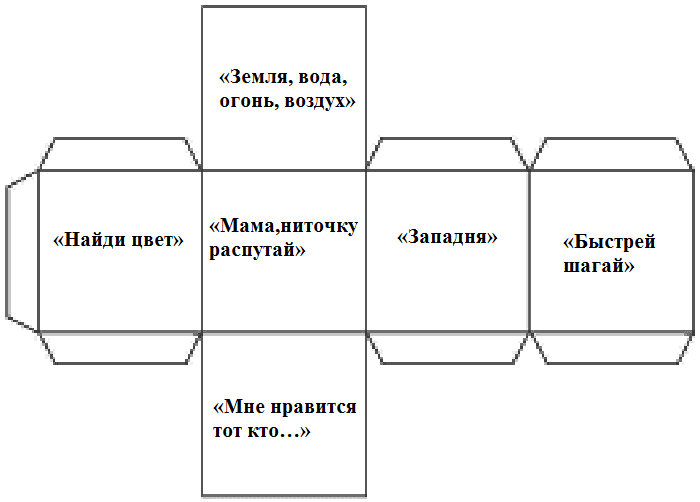 «Земля, вода,
огонь, воздух»
«Найди цвет»
«Мама,ниточку
распутай»
«Западня»
«Быстрей
шагай»
«Мне нравится
тот кто…»